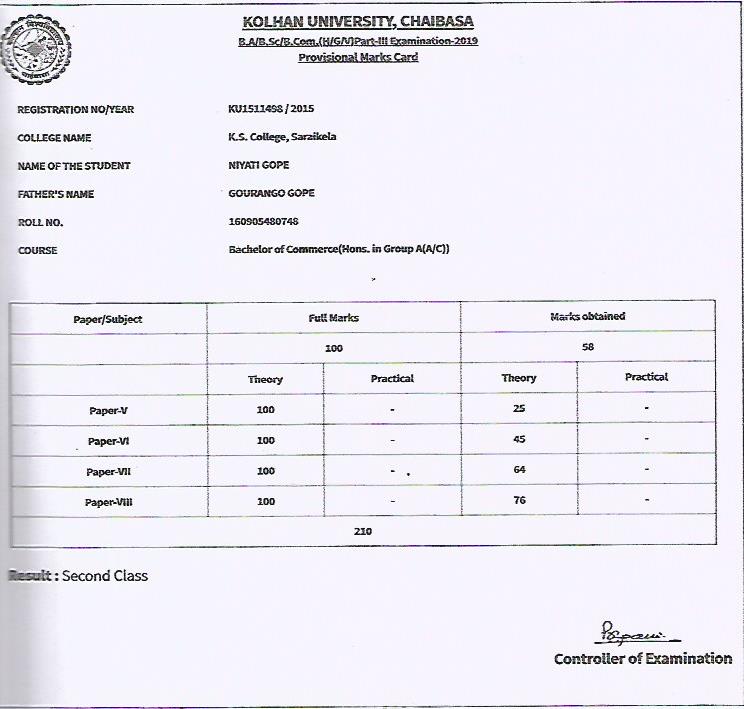 KOLHAN UNIVERSITY, CHAIBASA
B.A/B.Sc/B.Com.(H/G/V)Part-III Examination-2019
Provisional Marks Card
REGISTRATION NO/YEAR KU1511498 / 2015
COLLEGE NAME K.S. College, Saraikela
NAME OF THE STUDENT NIYATI GOPE
FATHER'S NAME GOURANGO GOPE
ROLL NO. 160905480748
COURSE Bachelor of Commerce(Hons. in Group A(A/C))
Paper/Subject Full Marks Marks obtained
100 58
Theory Practical Theory Practical
Paper-V 100 - 25 -
Paper-VI 100 - 45 -
Paper-VII 100 - 64 -
Paper-VIII 100 - 76 -
210
Result : Second Class
Controller of Examination